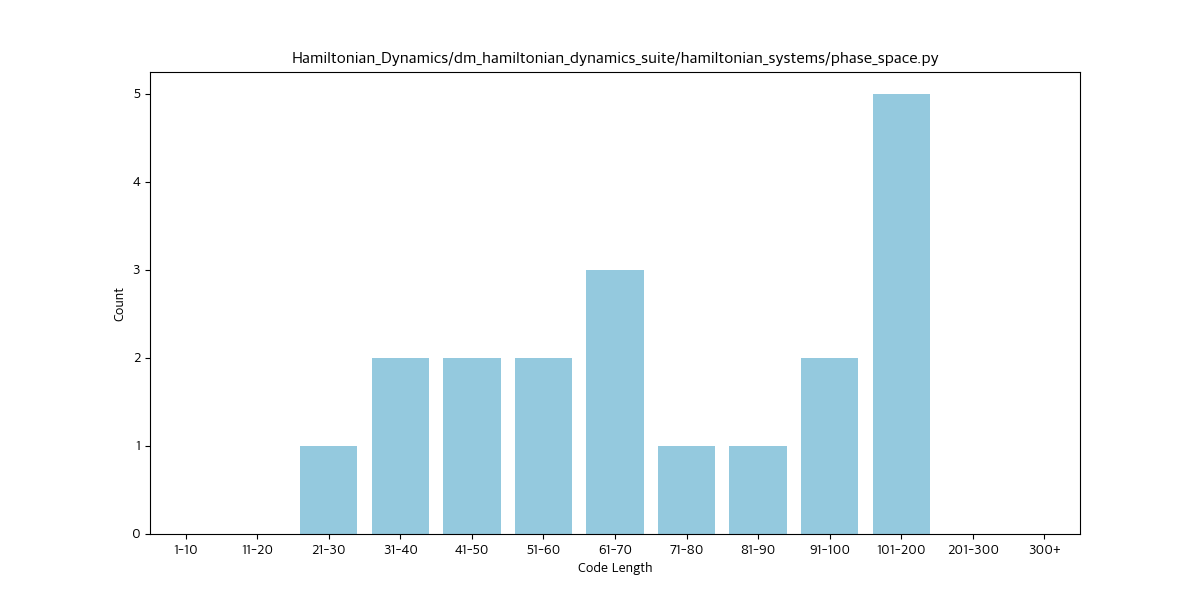 Hamiltonian_Dynamics/dm_hamiltonian_dynamics_suite/hamiltonian_systems/phase_space.py
5
4
3
2
1
0
Count
1-10 11-20 21-30 31-40 41-50 51-60 61-70 71-80 81-90 91-100 101-200 201-300 300+
Code Length